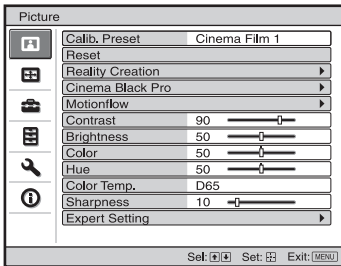 Picture
Calib. Preset Cinema Film 1
Reset
Reality Creation
Cinema Black Pro
Motionflow
Contrast 90
Brightness 50
Color 50
Hue 50
Color Temp. D65
Sharpness 10
Expert Setting
Sel: Set: Exit: MENU